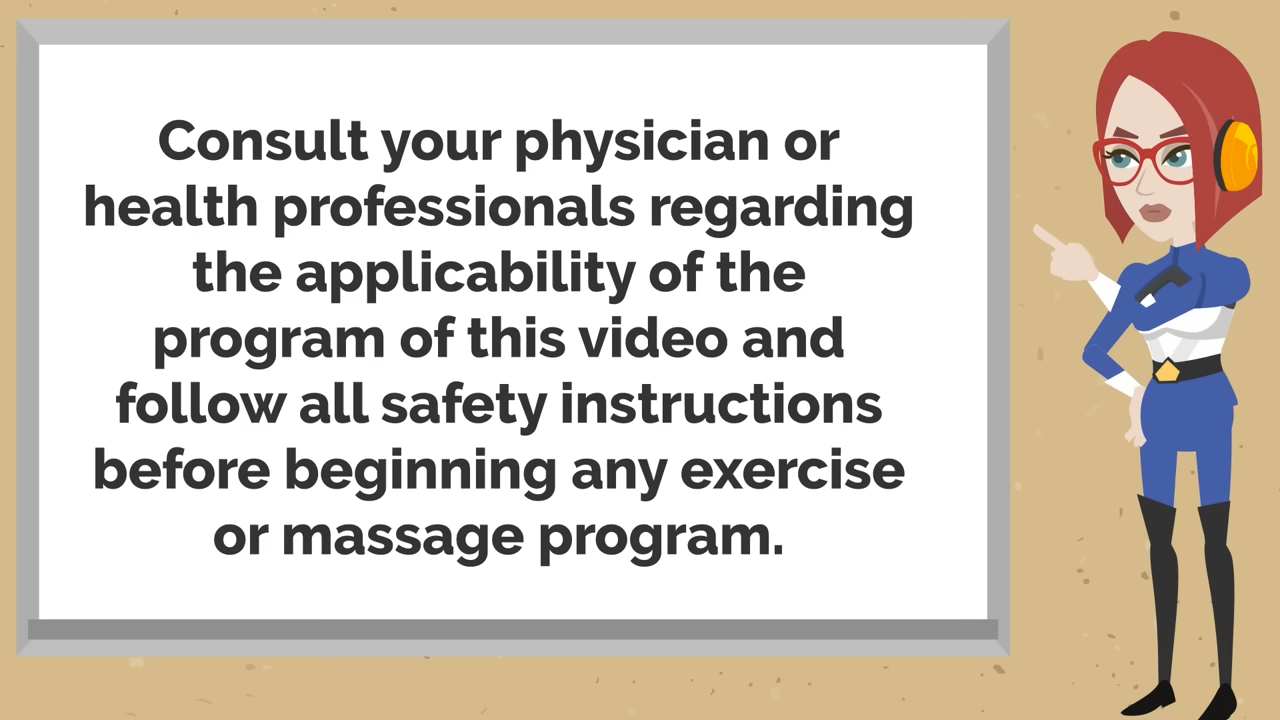 Consult your physician or
health professionals regarding
the applicability of the
program of this video and
follow all safety instructions
before beginning any exercise
or massage program.